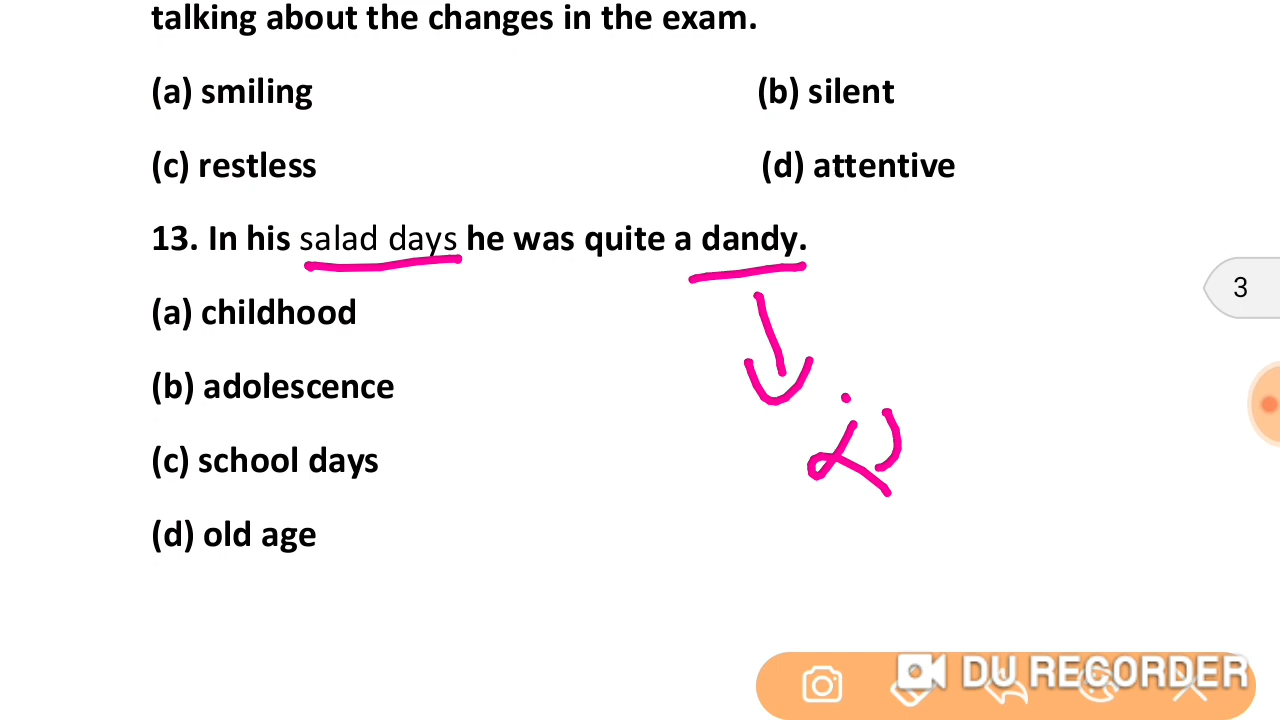 talking about the changes in the exam.
(a) smiling (b) silent
(c) restless (d) attentive
13. In his salad days he was quite a dandy.
3
(a) childhood
(b) adolescence
(c) school days
(d) old age
DU RECORDER